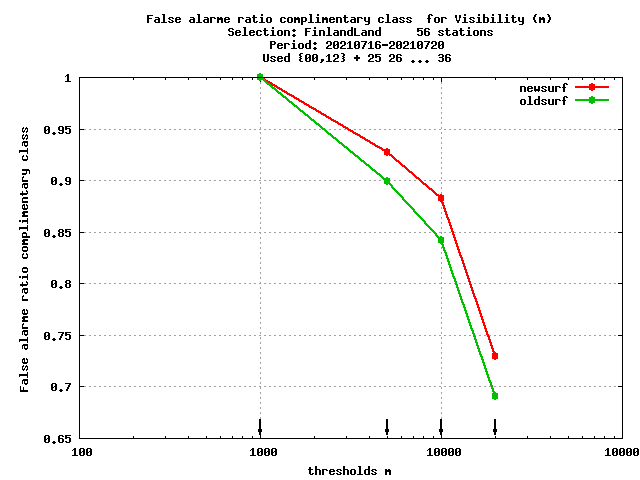 False alarme ratio complimentary class  for Visibility (m)
Selection: FinlandLand     56 stations
Period: 20210716-20210720
Used {00,12} + 25 26 ... 36
newsurf
oldsurf
False alarme ratio complimentary class
1
0.95
0.9
0.85
0.8
0.75
0.7
0.65
100 1000 10000 10000
thresholds m